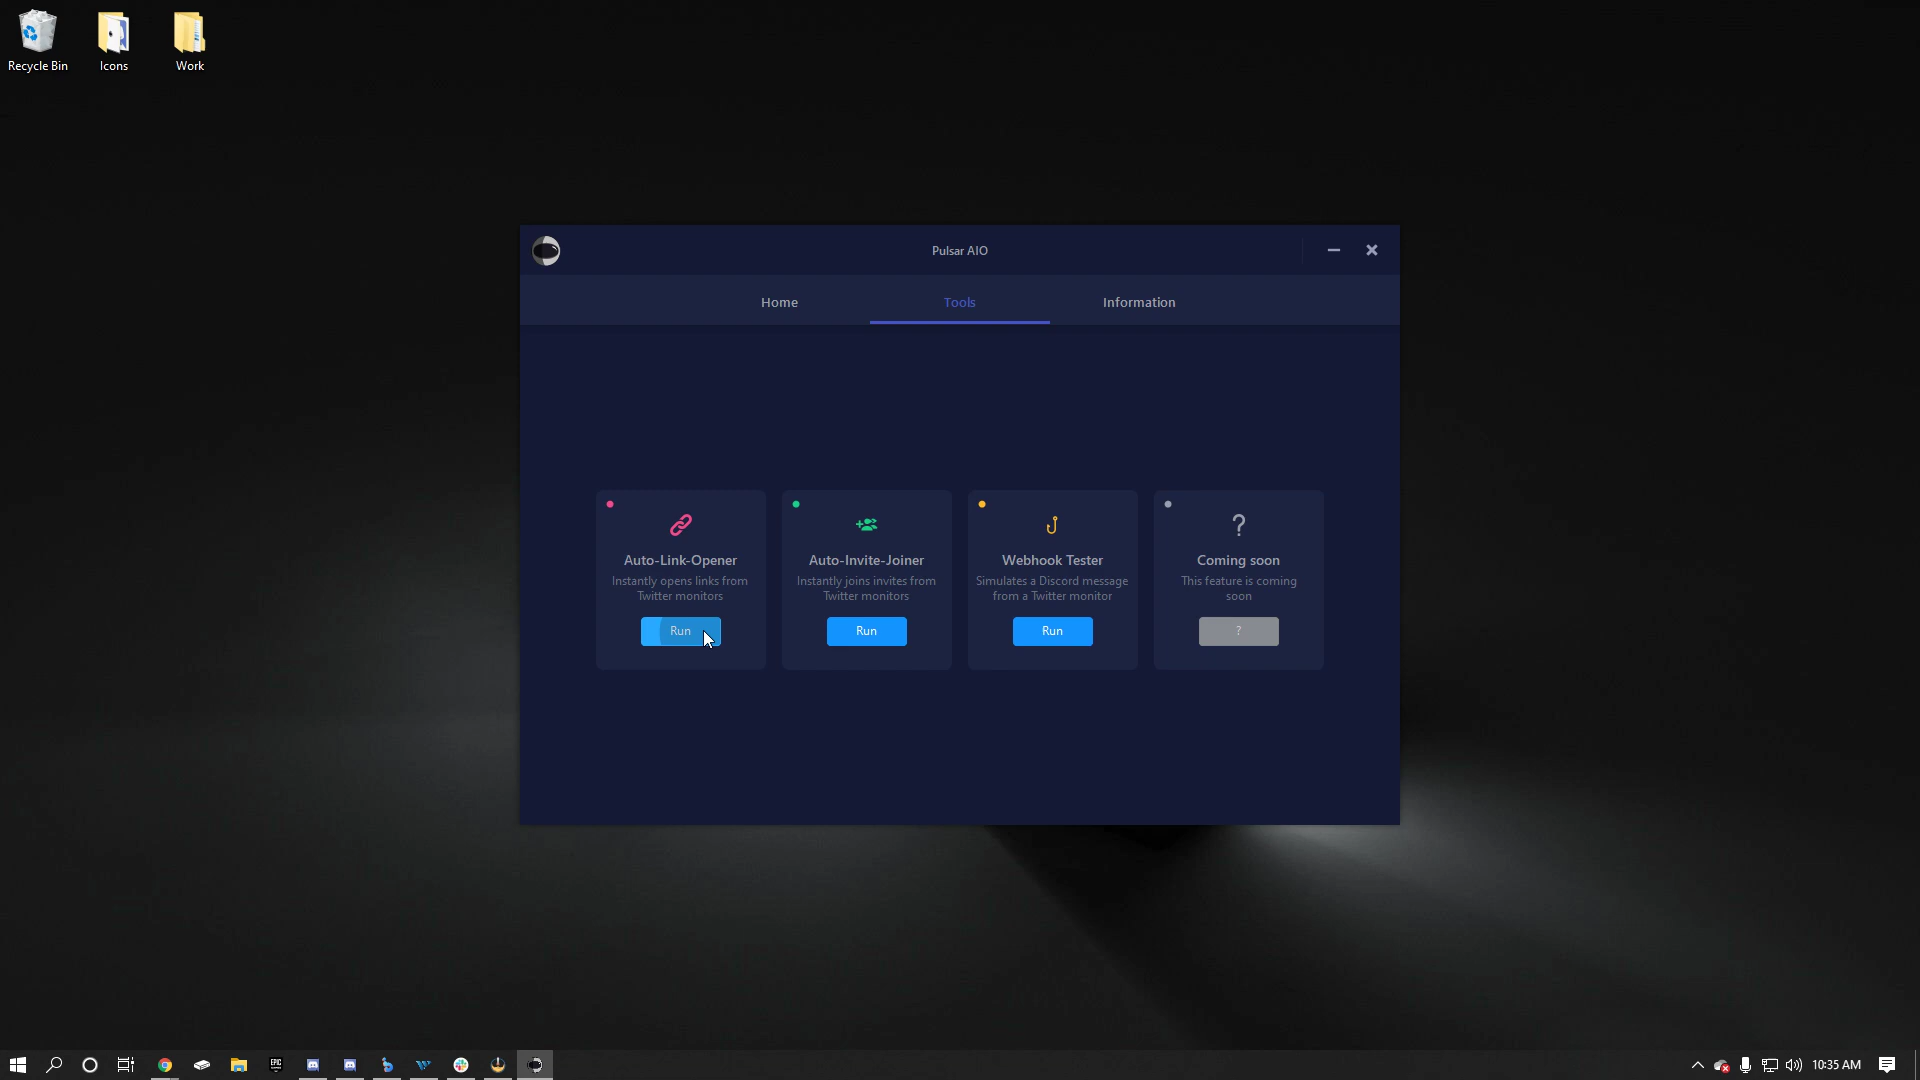 Recycle Bin
Icons
Work
Pulsar AIO
Home
Tools
Information
Auto-Link-Opener
Instantly opens links from
Twitter monitors
Run
Auto-Invite-Joiner
Instantly joins invites from
Twitter monitors
Run
Webhook Tester
Simulates a Discord message
from a Twitter monitor
Run
Coming soon
This feature is coming
soon
?
EPIC
10:35 AM